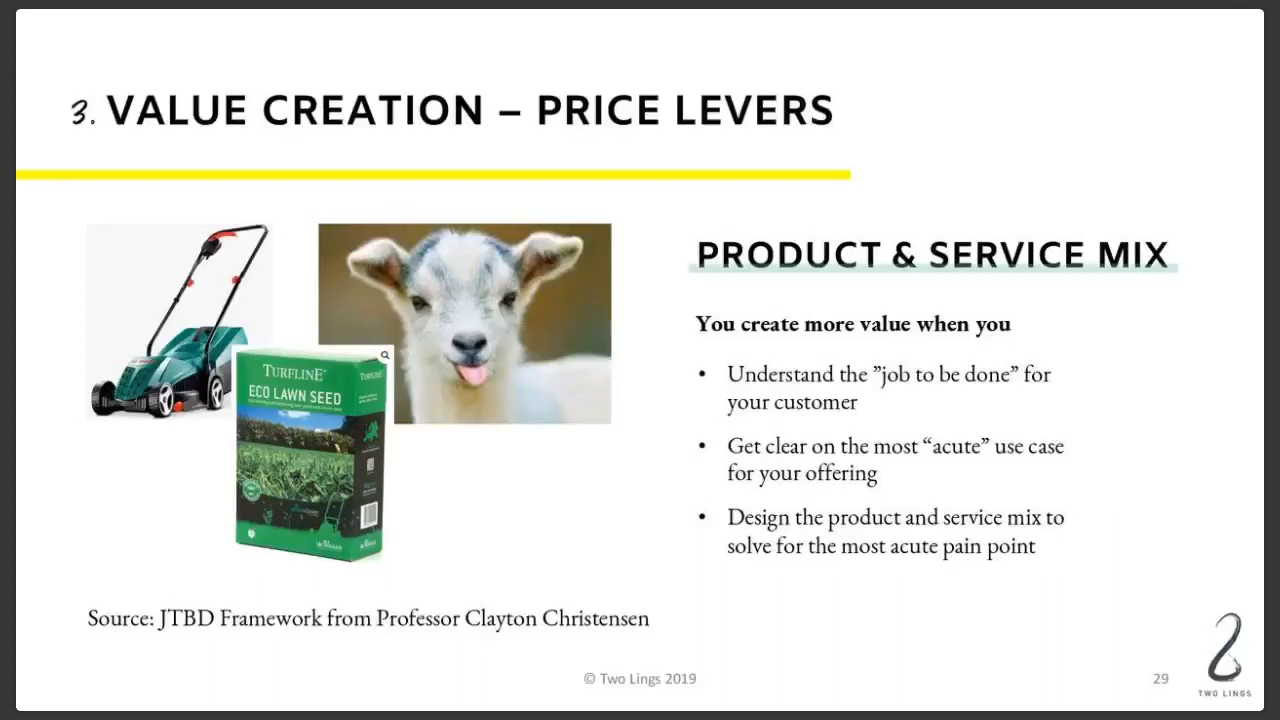 3. VALUE CREATION – PRICE LEVERS
PRODUCT & SERVICE MIX
You create more value when you
• Understand the ”job to be done” for
your customer
• Get clear on the most “acute” use case
for your offering
• Design the product and service mix to
solve for the most acute pain point
TURFLINE
TURFLINE
ECO LAWN SEED
Source: JTBD Framework from Professor Clayton Christensen
© Two Lings 2019
29
TWO LINGS